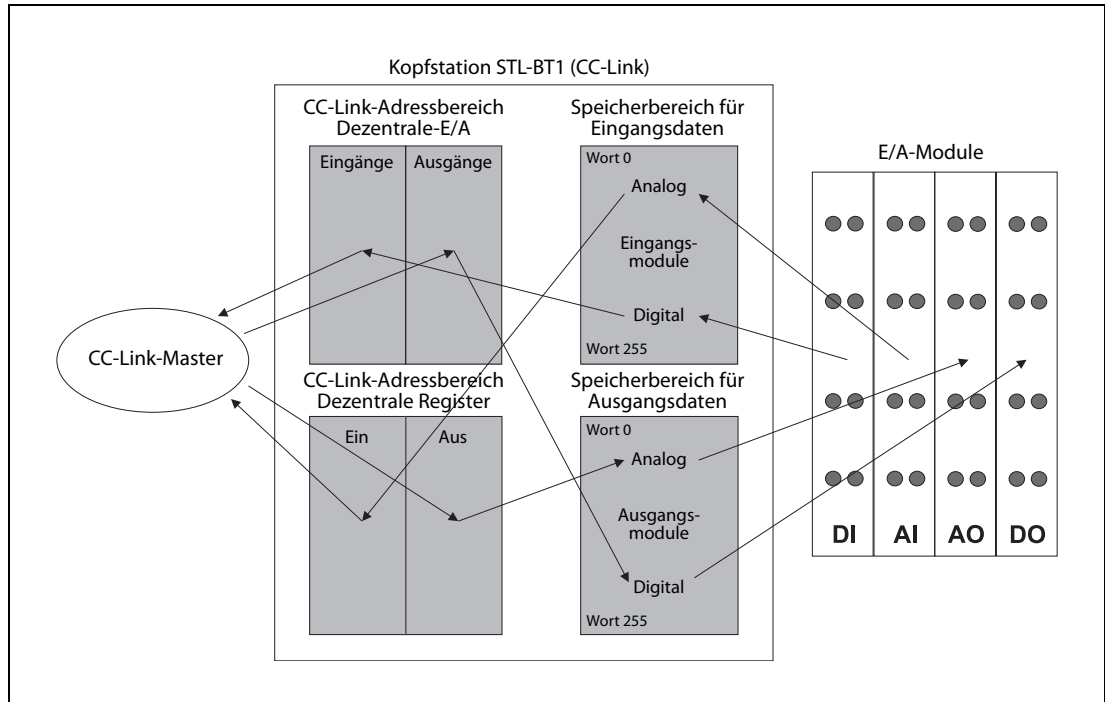 Kopfstation STL-BT1 (CC-Link)
CC-Link-Adressbereich
Dezentrale-E/A
Eingänge
Ausgänge
Speicherbereich für
Eingangsdaten
Wort 0
Analog
Eingangs-
module
Digital
Wort 255
E/A-Module
CC-Link-Master
CC-Link-Adressbereich
Dezentrale Register
Ein
Aus
Speicherbereich für
Ausgangsdaten
Wort 0
Analog
Ausgangs-
module
Digital
Wort 255
DI
AI
AO
DO